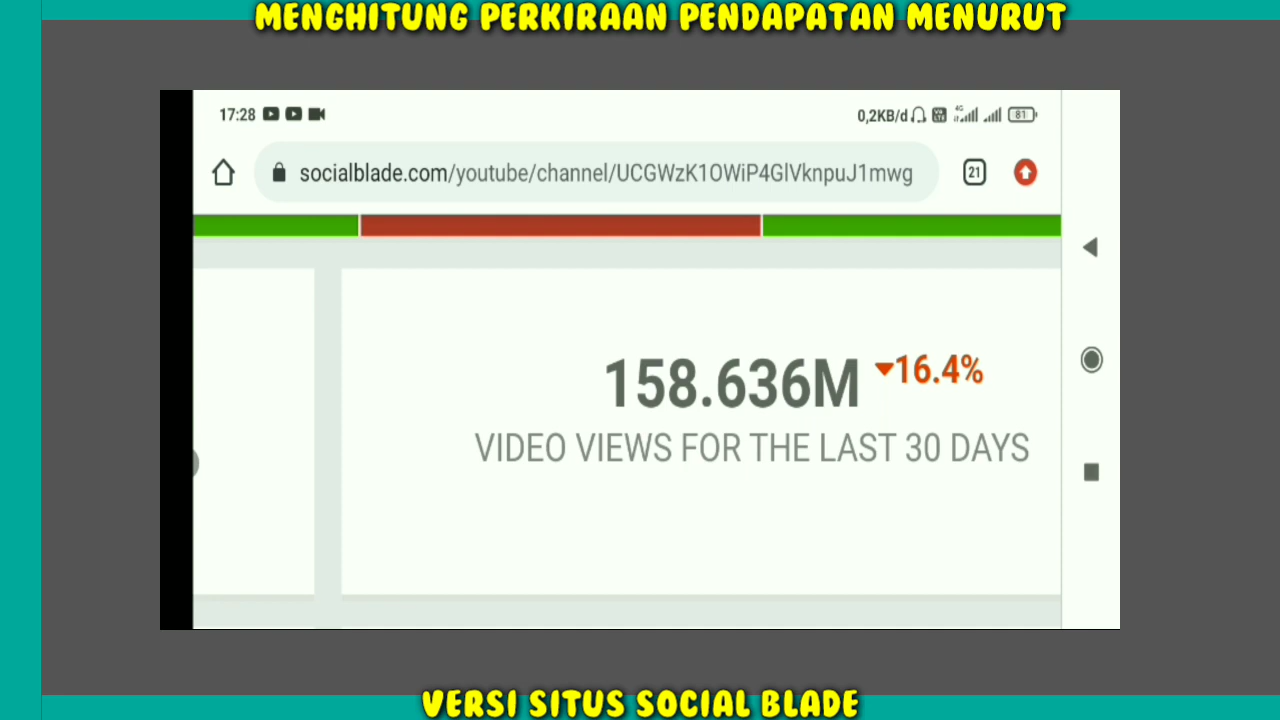 MENGHITUNG PERKIRAAN PENDAPATAN MENURUT
17:28 0,2KB/d 4G 81
socialblade.com/youtube/channel/UCGWzK1OWiP4GlVknpuJ1mwg 21
158.636M 16.4%
VIDEO VIEWS FOR THE LAST 30 DAYS
VERSI SITUS SOCIAL BLADE